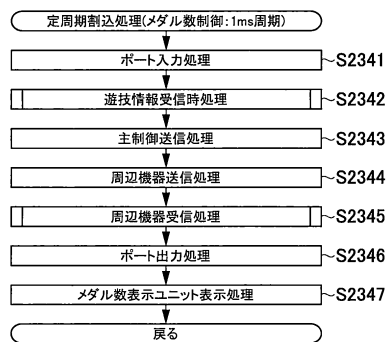 定周期割込処理(メダル数制御:1ms周期)
ポート入力処理 ~S2341
遊技情報受信時処理 ~S2342
主制御送信処理 ~S2343
周辺機器送信処理 ~S2344
周辺機器受信処理 ~S2345
ポート出力処理 ~S2346
メダル数表示ユニット表示処理 ~S2347
戻る